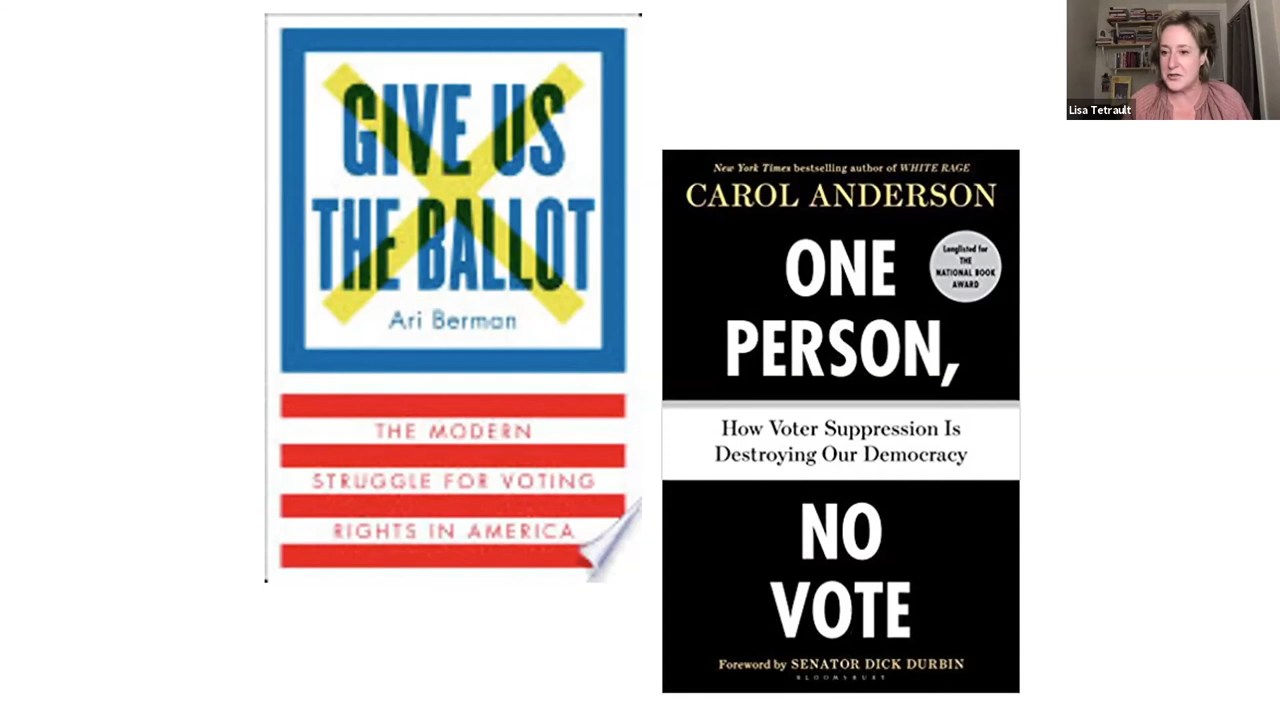 GIVE US
THE BALLOT
Ari Berman
THE MODERN
STRUGGLE FOR VOTING
RIGHTS IN AMERICA
New York Times bestselling author of WHITE RAGE
CAROL ANDERSON
ONE
PERSON,
Longlisted for
THE
NATIONAL BOOK
AWARD
How Voter Suppression Is
Destroying Our Democracy
NO
VOTE
Foreword by SENATOR DICK DURBIN
BLOOMSBURY
Lisa Tetrault